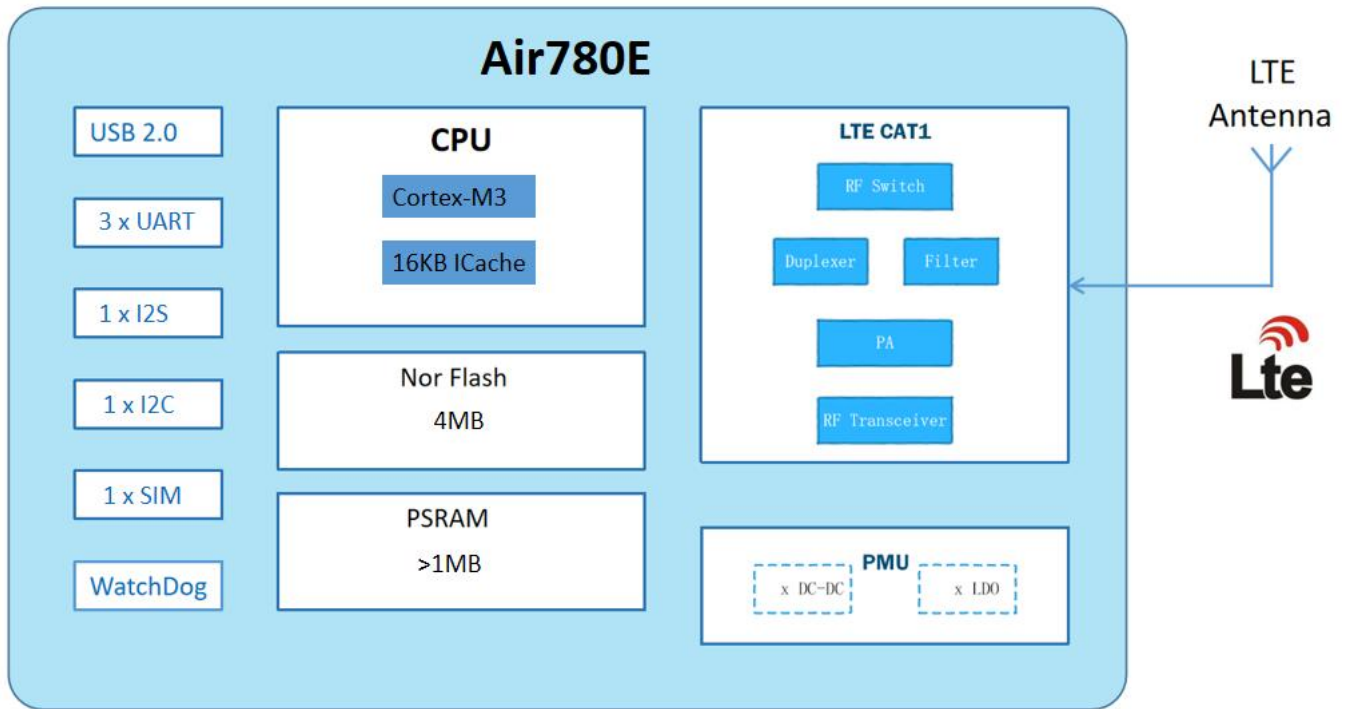 Air780E
USB 2.0
3 x UART
1 x I2S
1 x I2C
1 x SIM
WatchDog
CPU
Cortex-M3
16KB ICache
Nor Flash
4MB
PSRAM
>1MB
LTE CAT1
RF Switch
Duplexer
Filter
PA
RF Transceiver
PMU
x DC-DC
x LDO
LTE
Antenna
Lte